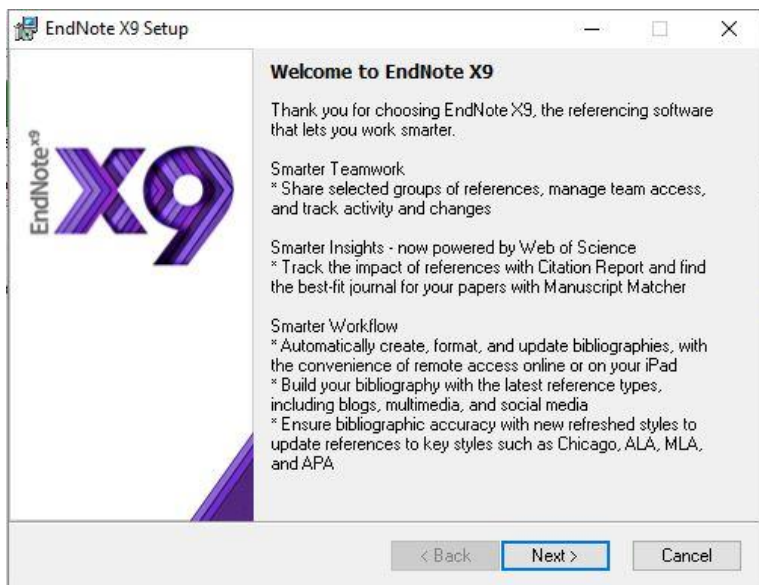 EndNote X9 Setup
EndNote x9
X9
Welcome to EndNote X9
Thank you for choosing EndNote X9, the referencing software
that lets you work smarter.
Smarter Teamwork
* Share selected groups of references, manage team access,
and track activity and changes
Smarter Insights - now powered by Web of Science
* Track the impact of references with Citation Report and find
the best-fit journal for your papers with Manuscript Matcher
Smarter Workflow
* Automatically create, format, and update bibliographies, with
the convenience of remote access online or on your iPad
* Build your bibliography with the latest reference types,
including blogs, multimedia, and social media
* Ensure bibliographic accuracy with new refreshed styles to
update references to key styles such as Chicago, ALA, MLA,
and APA
< Back
Next >
Cancel